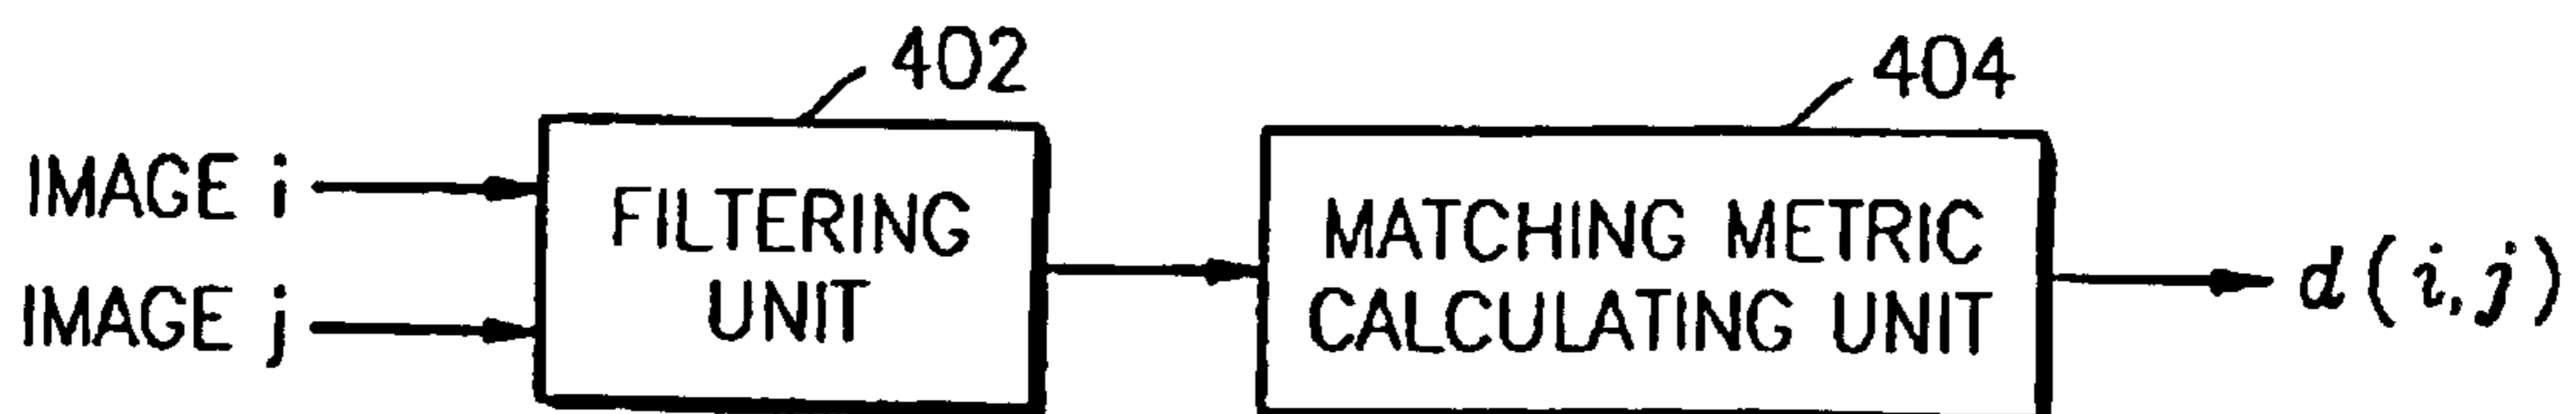 402
404
IMAGE i
IMAGE j
FILTERING
UNIT
MATCHING METRIC
CALCULATING UNIT
d(i,j)